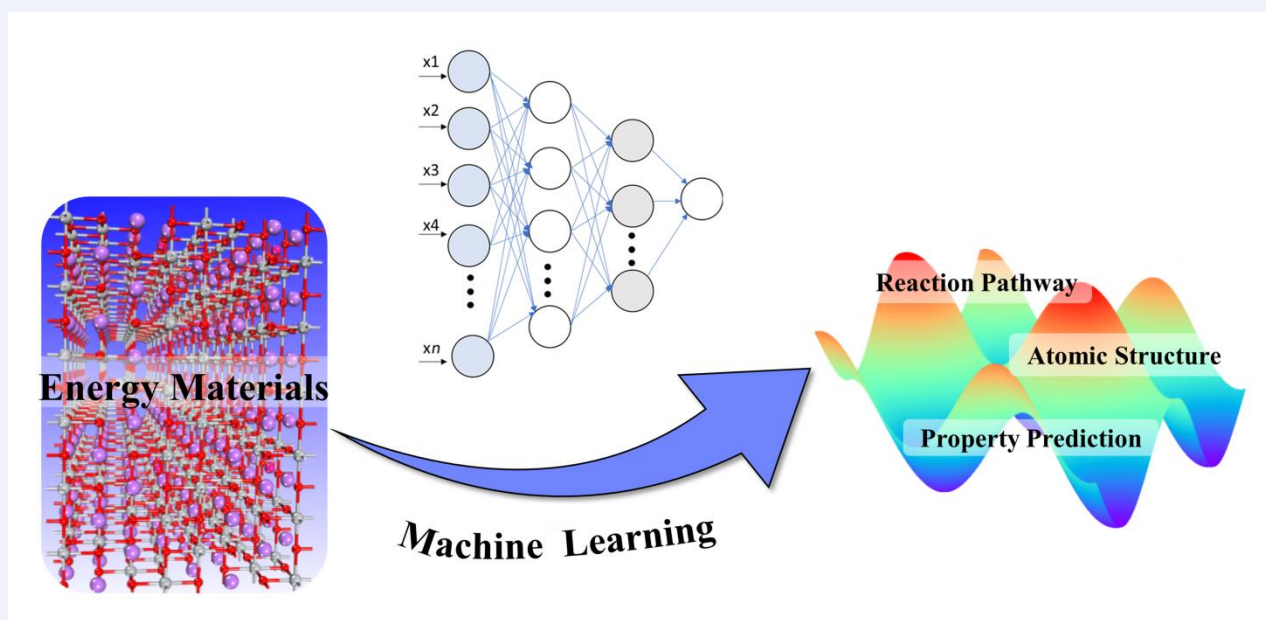 x1
x2
x3
x4
xn
Energy Materials
Machine Learning
Reaction Pathway
Atomic Structure
Property Prediction